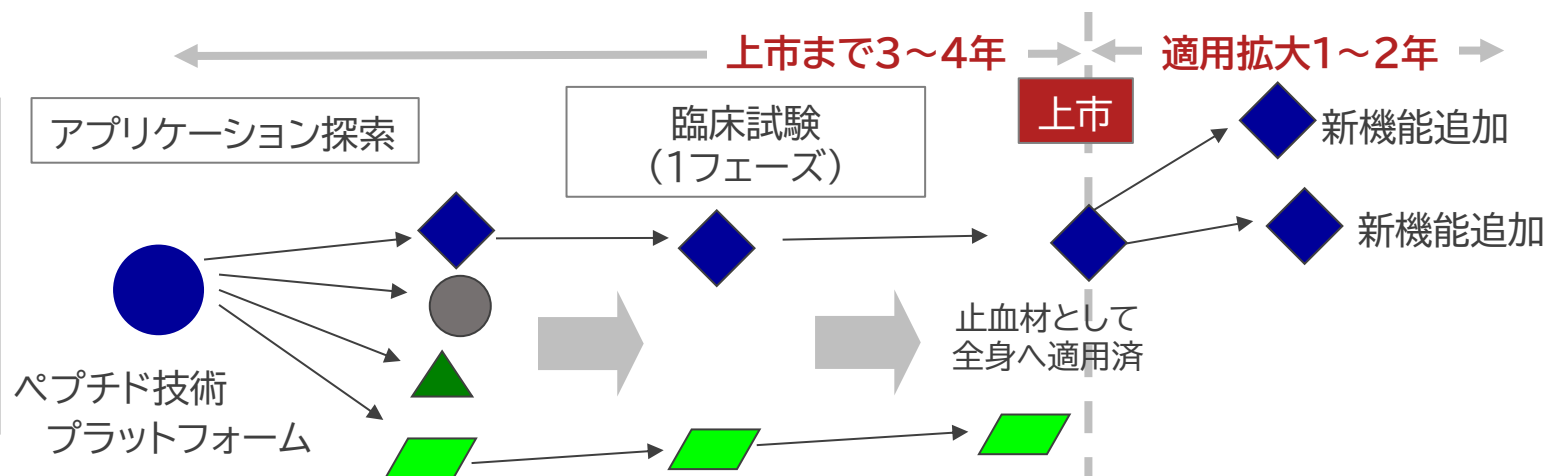 上市まで3～4年
適用拡大1～2年
アプリケーション探索
臨床試験
（1フェーズ）
上市
新機能追加
新機能追加
止血材として
全身へ適用済
ペプチド技術
プラットフォーム